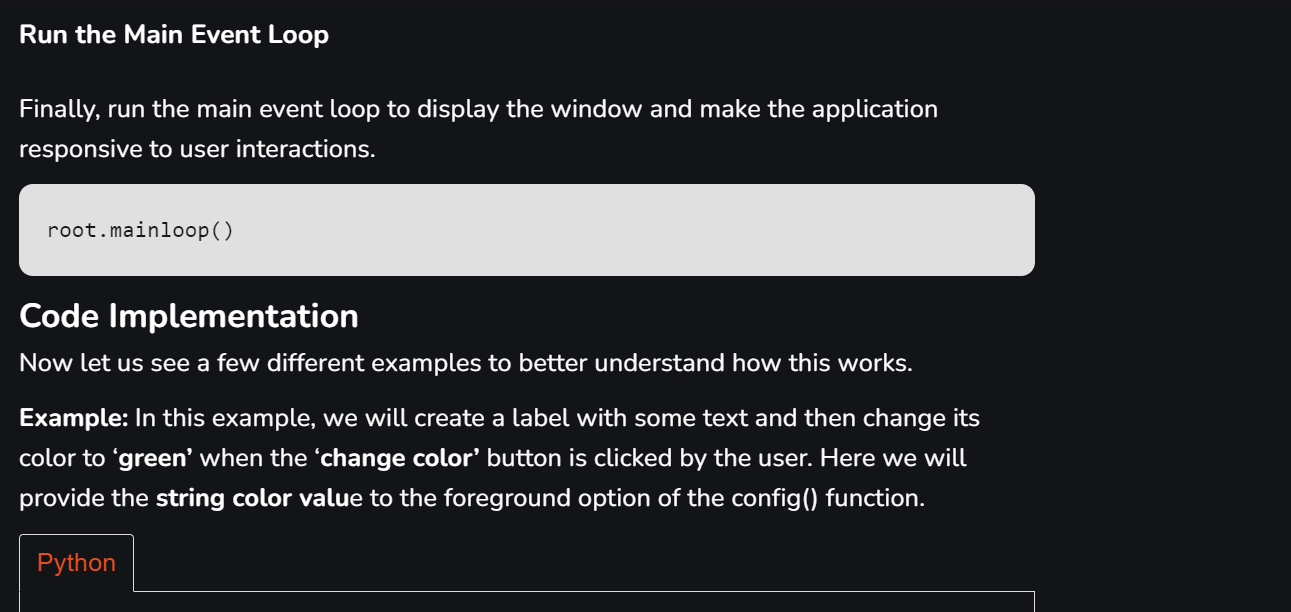 Run the Main Event Loop
Finally, run the main event loop to display the window and make the application
responsive to user interactions.
root.mainloop()
Code Implementation
Now let us see a few different examples to better understand how this works.
Example: In this example, we will create a label with some text and then change its
color to ‘green’ when the ‘change color’ button is clicked by the user. Here we will
provide the string color value to the foreground option of the config() function.
Python